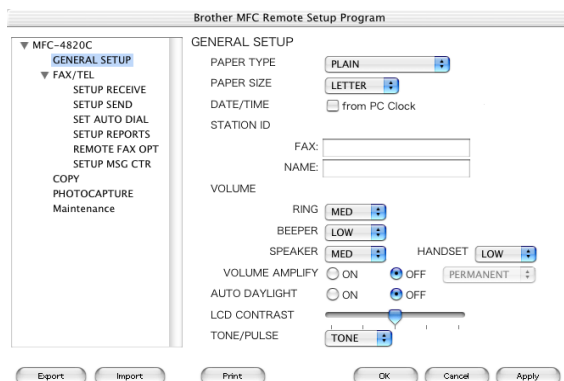 Brother MFC Remote Setup Program
MFC-4820C
GENERAL SETUP
FAX/TEL
SETUP RECEIVE
SETUP SEND
SET AUTO DIAL
SETUP REPORTS
REMOTE FAX OPT
SETUP MSG CTR
COPY
PHOTOCAPTURE
Maintenance
GENERAL SETUP
PAPER TYPE PLAIN
PAPER SIZE LETTER
DATE/TIME from PC Clock
STATION ID
FAX:
NAME:
VOLUME
RING MED
BEEPER LOW
SPEAKER MED HANDSET LOW
VOLUME AMPLIFY ON OFF PERMANENT
AUTO DAYLIGHT ON OFF
LCD CONTRAST
TONE/PULSE TONE
Export Import Print OK Cancel Apply